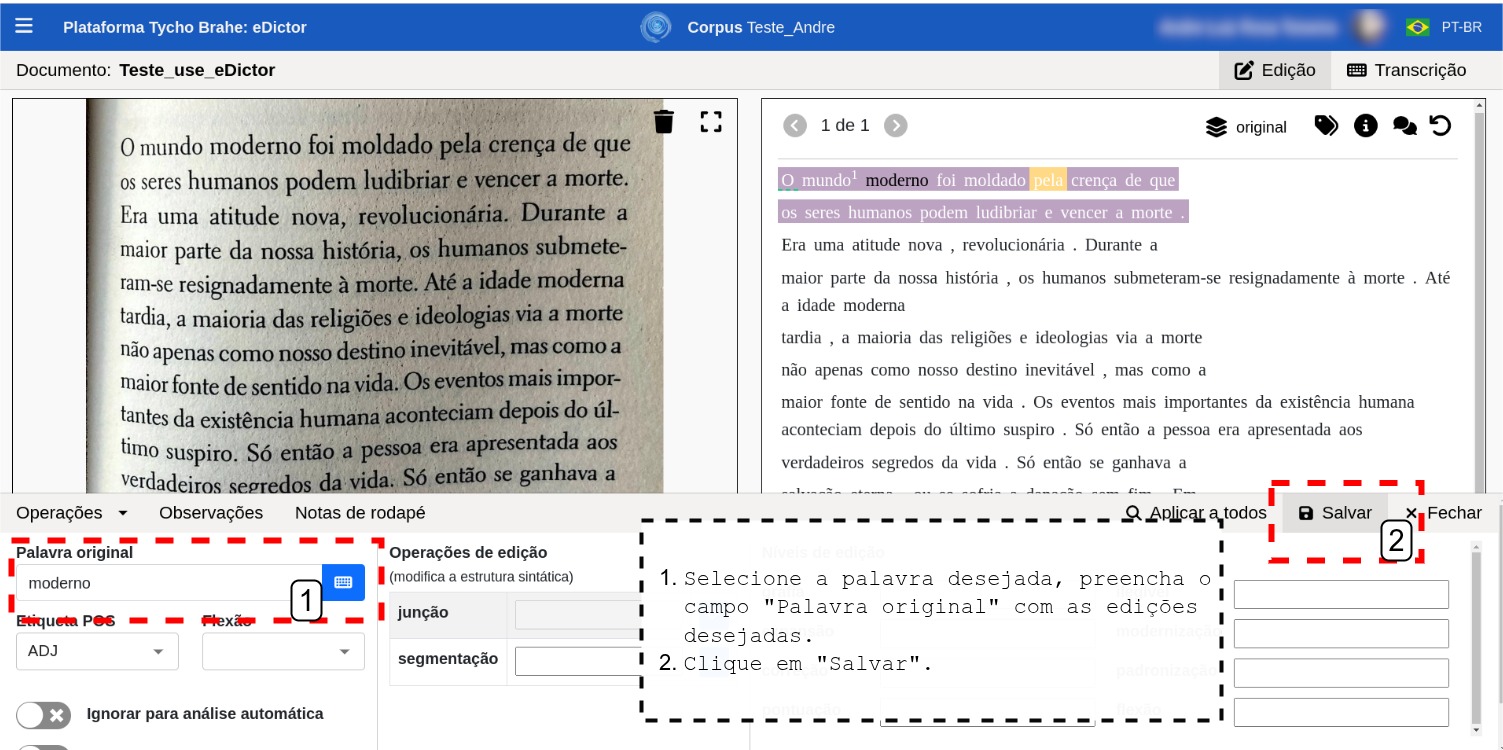 Plataforma Tycho Brahe: eDictor
Corpus Teste_Andre
PT-BR
Documento: Teste_use_eDictor
Edição
Transcrição
O mundo moderno foi moldado pela crença de que
os seres humanos podem ludibriar e vencer a morte.
Era uma atitude nova, revolucionária. Durante a
maior parte da nossa história, os humanos submete-
ram-se resignadamente à morte. Até a idade moderna
tardia, a maioria das religiões e ideologias via a morte
não apenas como nosso destino inevitável, mas como a
maior fonte de sentido na vida. Os eventos mais impor-
tantes da existência humana aconteciam depois do úl-
timo suspiro. Só então a pessoa era apresentada aos
verdadeiros segredos da vida. Só então se ganhava a
1 de 1
original
O mundo¹ moderno foi moldado pela crença de que
os seres humanos podem ludibriar e vencer a morte .
Era uma atitude nova , revolucionária . Durante a
maior parte da nossa história , os humanos submeteram-se resignadamente à morte . Até
a idade moderna
tardia , a maioria das religiões e ideologias via a morte
não apenas como nosso destino inevitável , mas como a
maior fonte de sentido na vida . Os eventos mais importantes da existência humana
aconteciam depois do último suspiro . Só então a pessoa era apresentada aos
verdadeiros segredos da vida . Só então se ganhava a
Operações
Observações
Notas de rodapé
Aplicar a todos
Salvar
Fechar
2
Palavra original
moderno
1
Etiqueta POS
Flexão
ADJ
Ignorar para análise automática
Operações de edição
(modifica a estrutura sintática)
junção
segmentação
Níveis de edição
modernização
padronização
pontuação
flexão
1. Selecione a palavra desejada, preencha o
campo "Palavra original" com as edições
desejadas.
2. Clique em "Salvar".